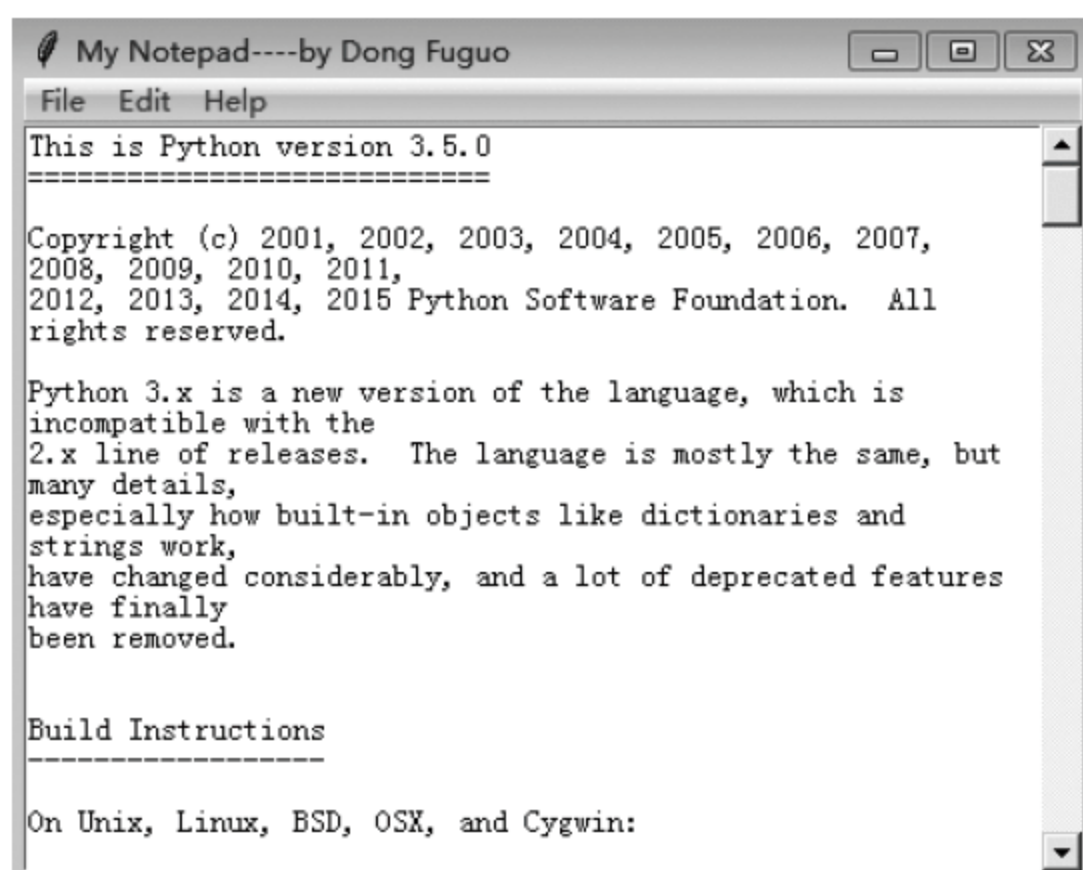 My Notepad----by Dong Fuguo
File Edit Help
This is Python version 3.5.0
============================
Copyright (c) 2001, 2002, 2003, 2004, 2005, 2006, 2007,
2008, 2009, 2010, 2011,
2012, 2013, 2014, 2015 Python Software Foundation.  All
rights reserved.
Python 3.x is a new version of the language, which is
incompatible with the
2.x line of releases.  The language is mostly the same, but
many details,
especially how built-in objects like dictionaries and
strings work,
have changed considerably, and a lot of deprecated features
have finally
been removed.
Build Instructions
------------------
On Unix, Linux, BSD, OSX, and Cygwin: